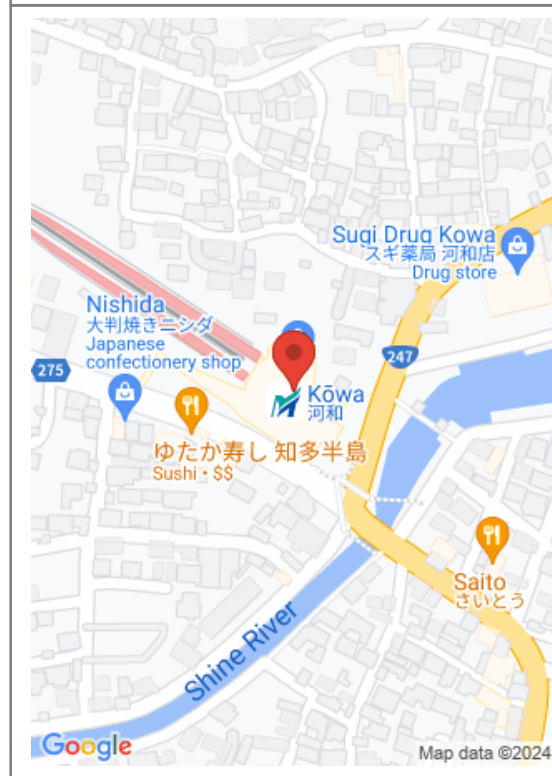 Sugi Drug Kowa
スギ薬局 河和店
Drug store
Nishida
大判焼きニシダ
Japanese
confectionery shop
247
275
Kōwa
河和
ゆたか寿し 知多半島
Sushi・$$
Saito
さいとう
Shine River
Google
Map data ©2024